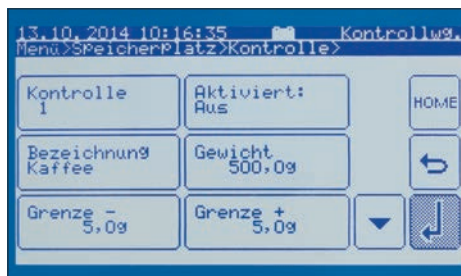 13.10.2014 10:16:35 Kontrollwg.
Menü>Speicherplatz>Kontrolle>
Kontrolle
1
Aktiviert:
Aus
HOME
Bezeichnung
Kaffee
Gewicht
500,0g
Grenze -
5,0g
Grenze +
5,0g